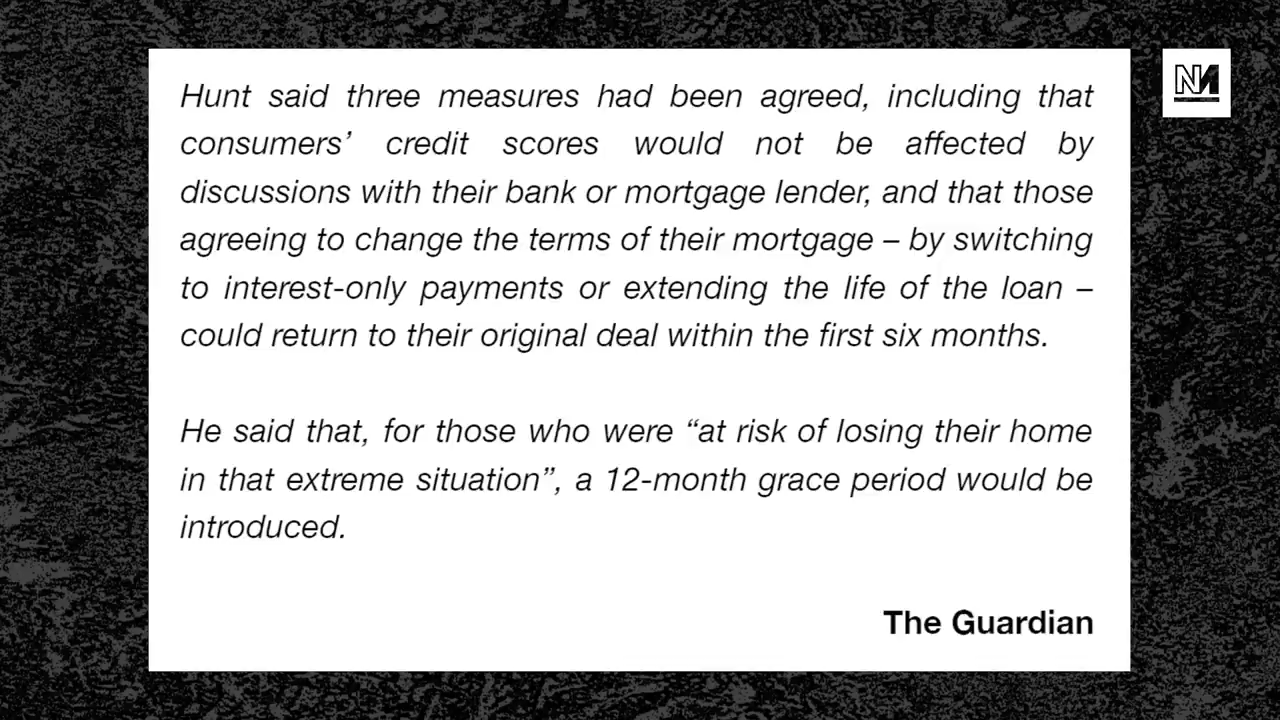 Hunt said three measures had been agreed, including that
consumers’ credit scores would not be affected by
discussions with their bank or mortgage lender, and that those
agreeing to change the terms of their mortgage – by switching
to interest-only payments or extending the life of the loan –
could return to their original deal within the first six months.
He said that, for those who were “at risk of losing their home
in that extreme situation”, a 12-month grace period would be
introduced.
The Guardian